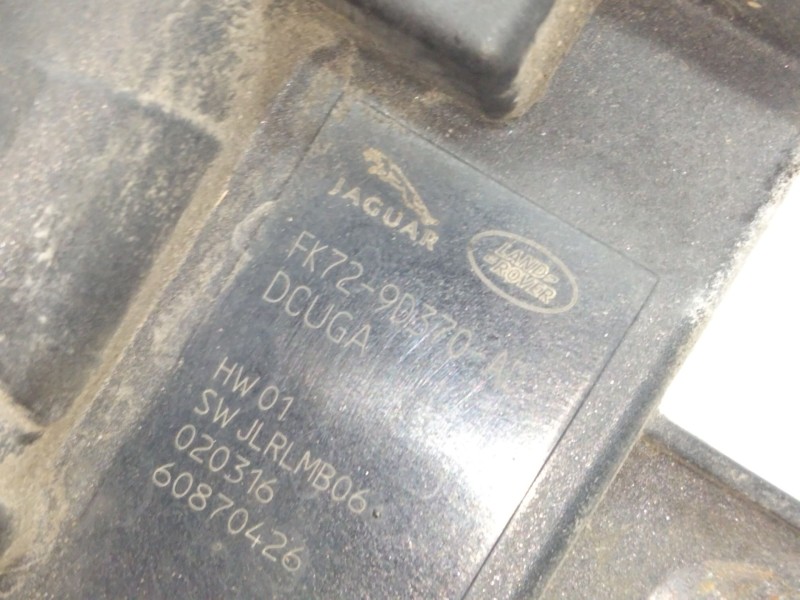 JAGUAR
LAND
ROVER
FK72-9D370-A
DCUGA
HW 01
SW JLRLMB06
020316
60870426